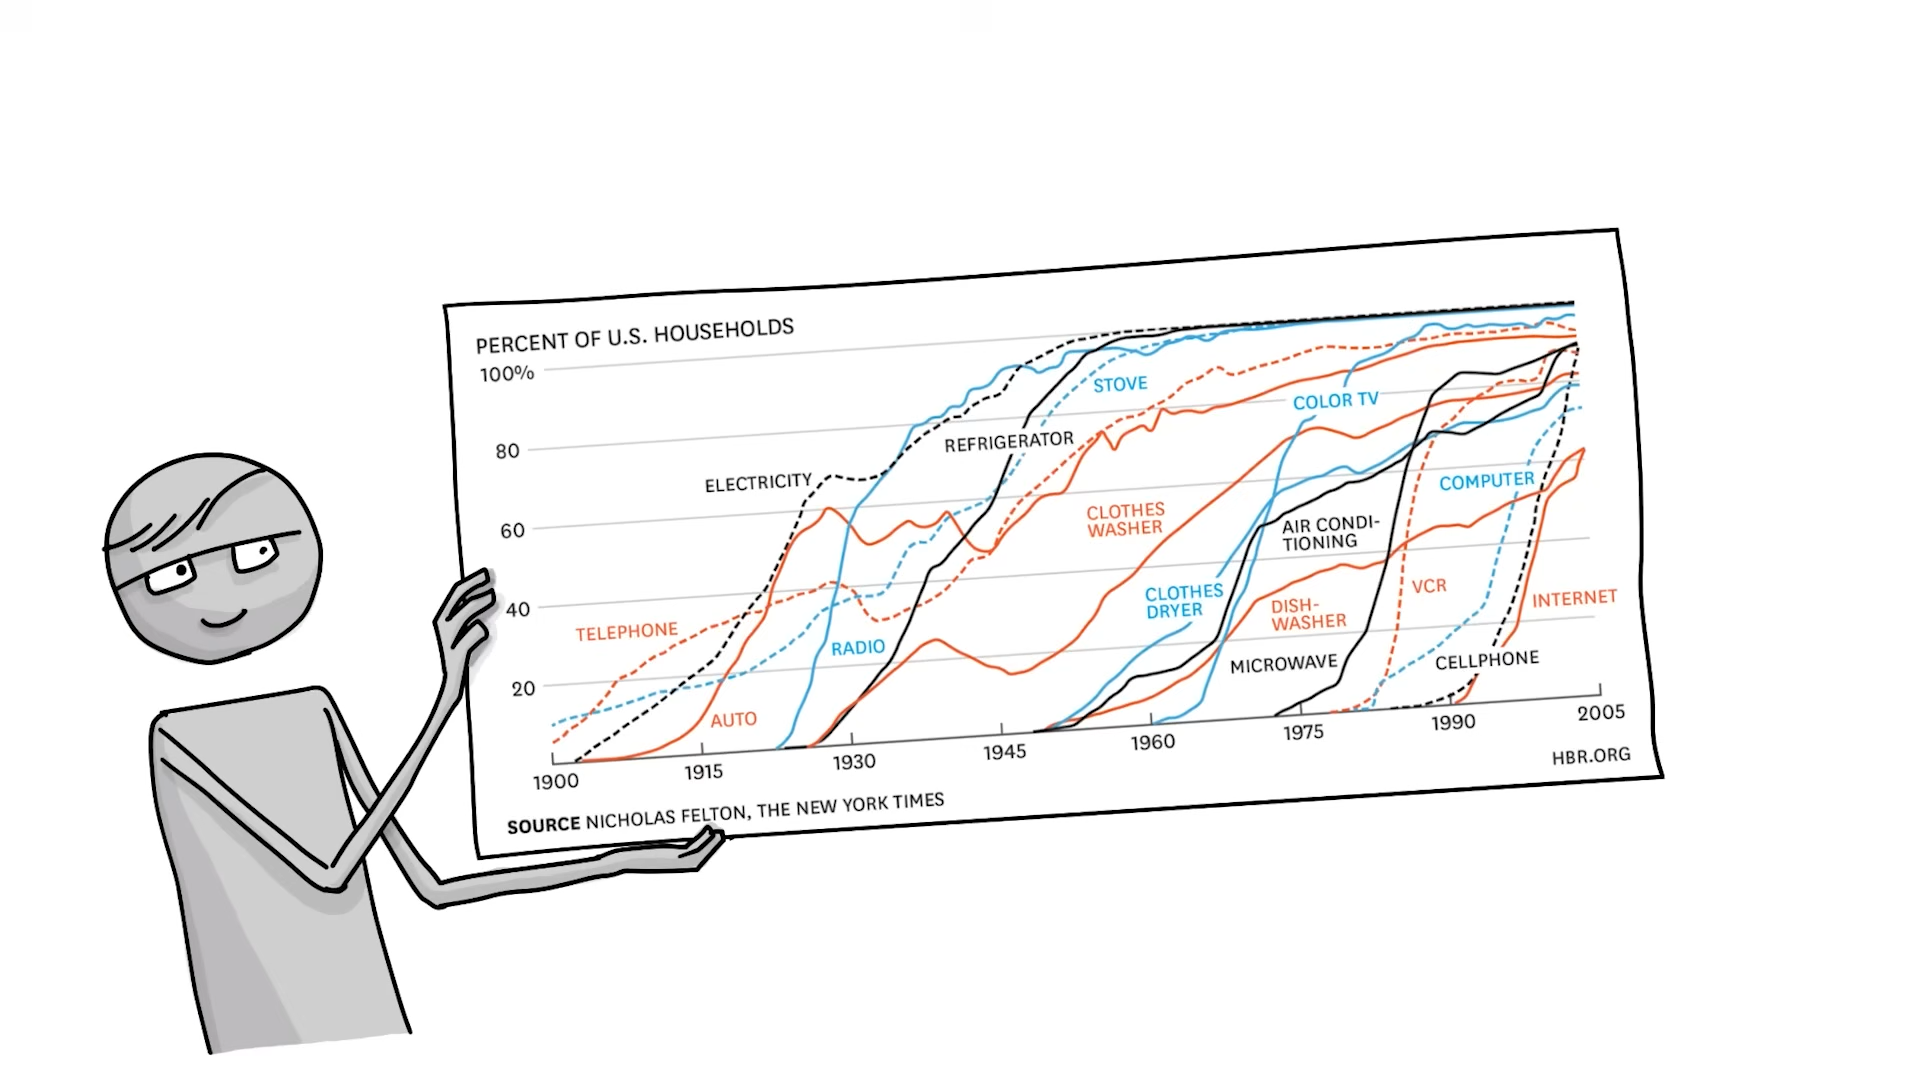 PERCENT OF U.S. HOUSEHOLDS
100%
80
60
40
20
STOVE
COLOR TV
REFRIGERATOR
ELECTRICITY
COMPUTER
CLOTHES
WASHER
AIR CONDI-
TIONING
VCR
INTERNET
CLOTHES
DRYER
DISH-
WASHER
TELEPHONE
RADIO
MICROWAVE
CELLPHONE
AUTO
1900
1915
1930
1945
1960
1975
1990
2005
HBR.ORG
SOURCE NICHOLAS FELTON, THE NEW YORK TIMES